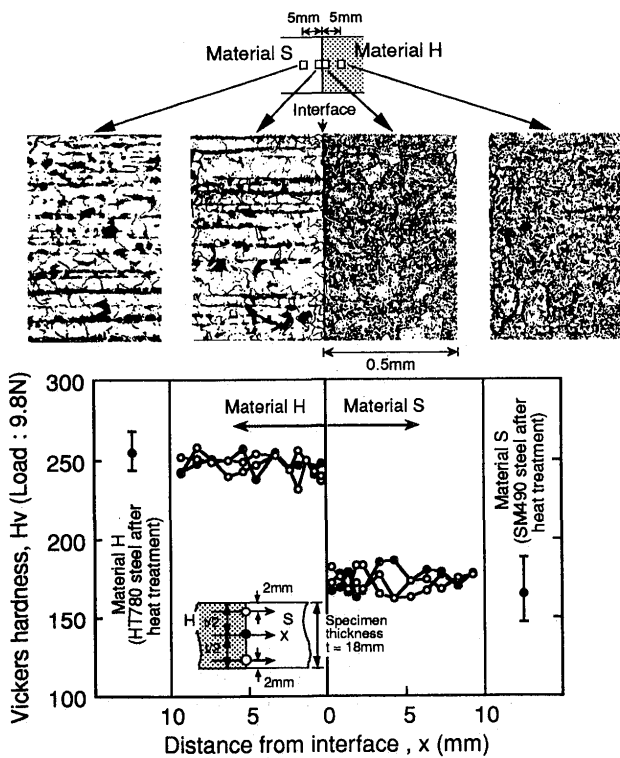 5mm 5mm
Material S Material H
Interface
0.5mm
300
250
200
150
100
Vickers hardness, Hv (Load : 9.8N)
Material H Material S
Material H
(HT780 steel after
heat treatment)
Material S
(SM490 steel after
heat treatment)
2mm
H S
t/2
t/2
X
2mm
Specimen
thickness
t = 18mm
10 5 0 5 10
Distance from interface , x (mm)